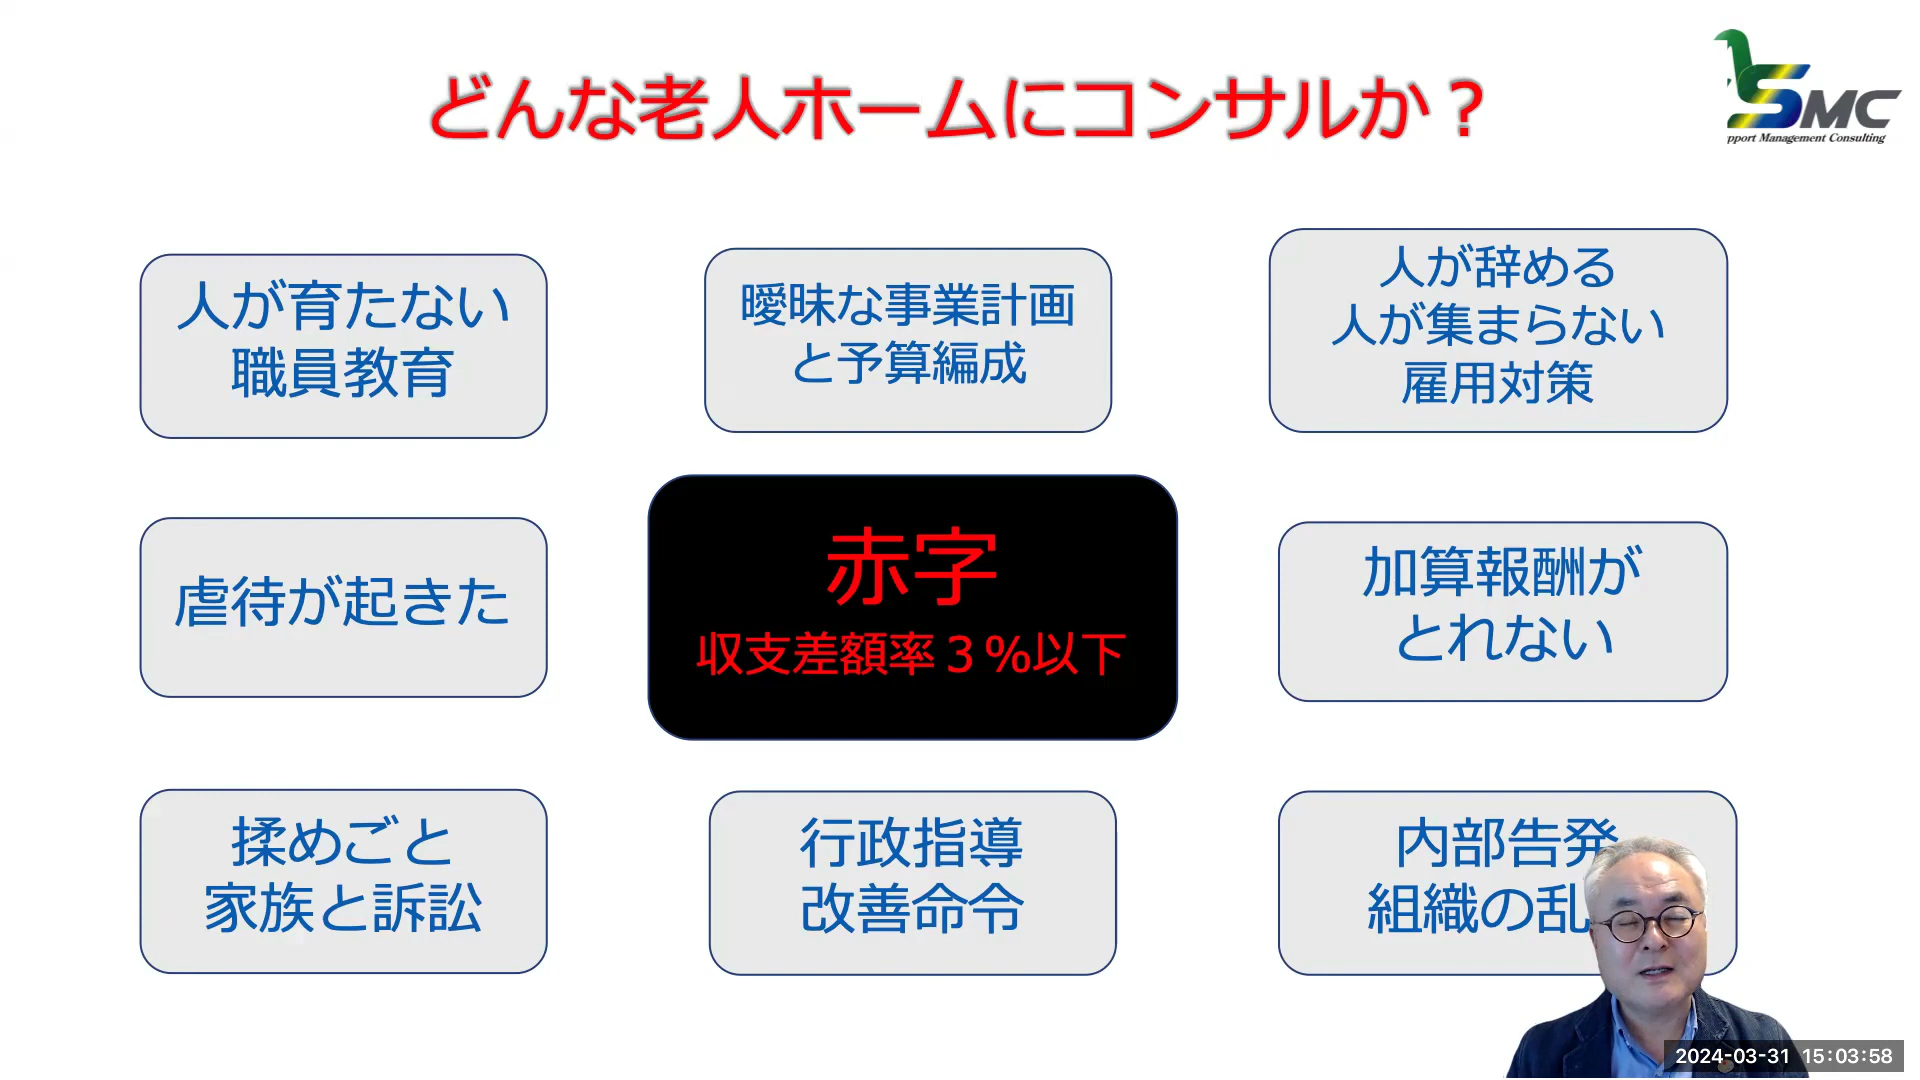 どんな老人ホームにコンサルか？
SMC
pport Management Consulting
人が育たない
職員教育
曖昧な事業計画
と予算編成
人が辞める
人が集まらない
雇用対策
虐待が起きた
赤字
収支差額率３％以下
加算報酬が
とれない
揉めごと
家族と訴訟
行政指導
改善命令
内部告発
組織の乱
2024-03-31 15:03:58